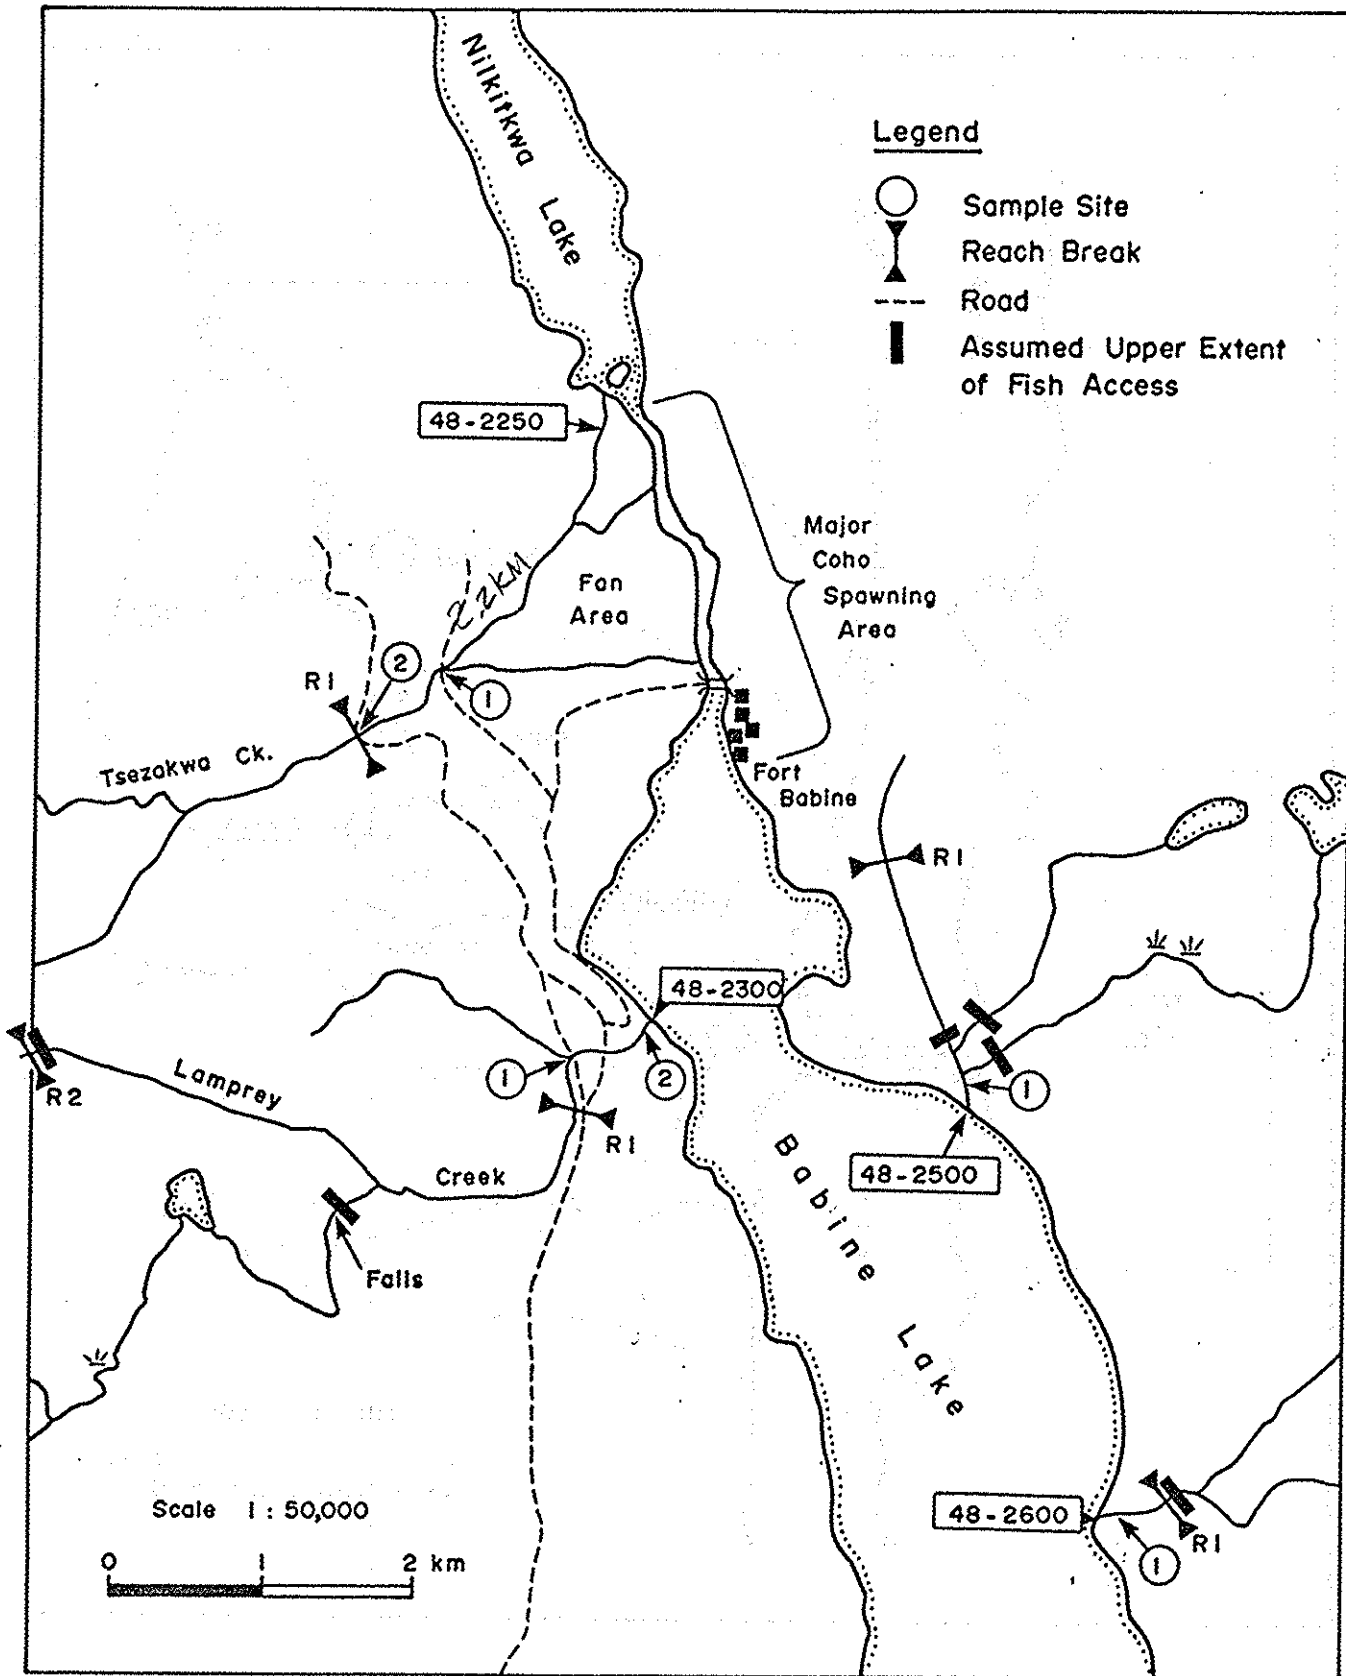 Nilkitkwa Lake
Legend
Sample Site
Reach Break
Road
Assumed Upper Extent
of Fish Access
48-2250
Major
Coho
Spawning
Area
2.2KM
Fan
Area
2
R1
1
Tsezakwa Ck.
Fort
Babine
R1
48-2300
Lamprey
1
2
1
R2
R1
Creek
48-2500
Babine Lake
Falls
Scale 1:50,000
48-2600
R1
1
0 1 2 km